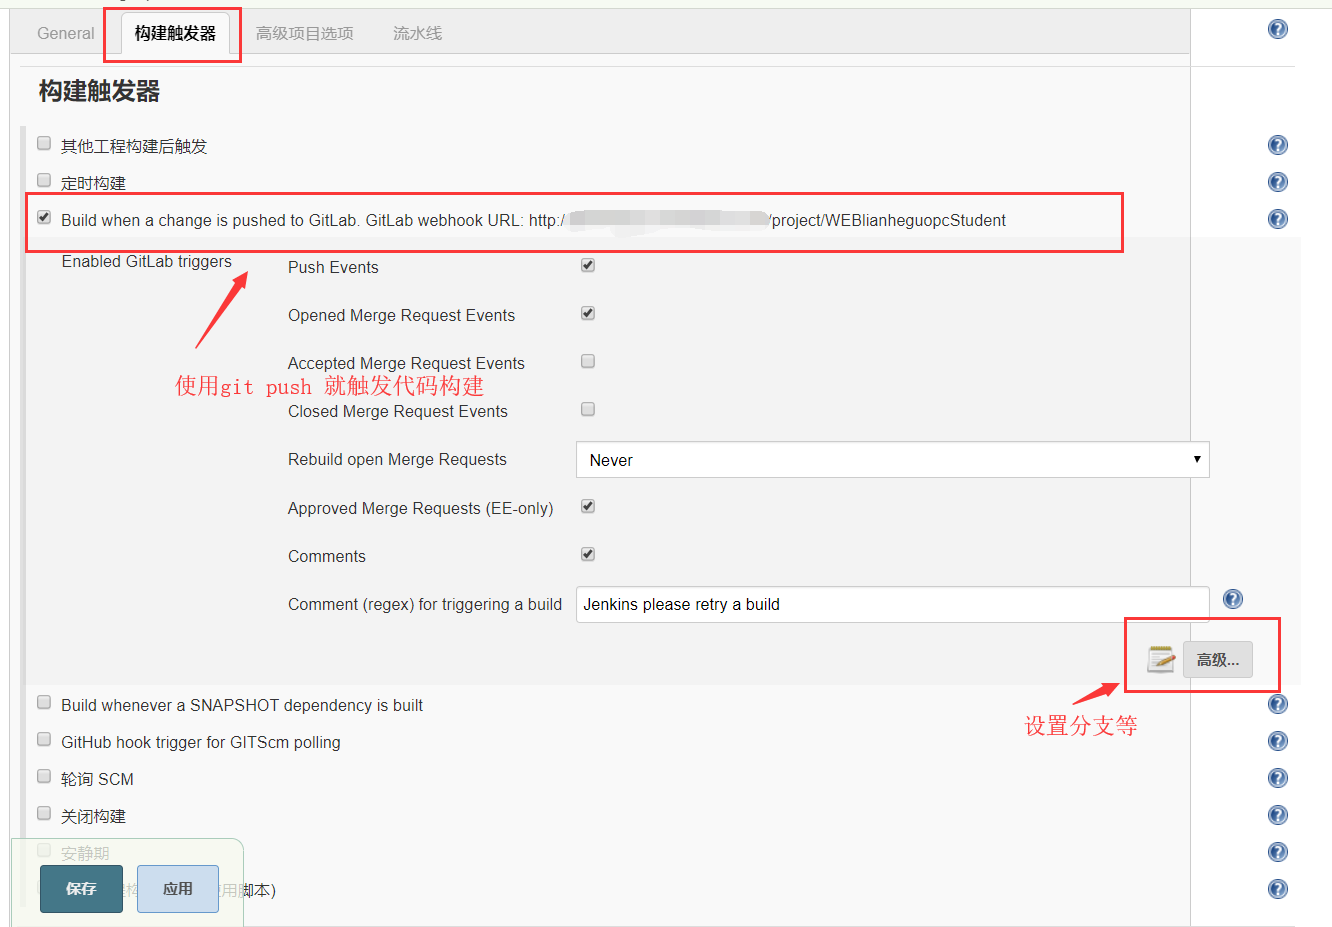 General 构建触发器 高级项目选项 流水线
构建触发器
其他工程构建后触发
定时构建
Build when a change is pushed to GitLab. GitLab webhook URL: http:/ /project/WEBlianheguopcStudent
Enabled GitLab triggers
Push Events
Opened Merge Request Events
Accepted Merge Request Events
使用git push 就触发代码构建
Closed Merge Request Events
Rebuild open Merge Requests Never
Approved Merge Requests (EE-only)
Comments
Comment (regex) for triggering a build Jenkins please retry a build
高级...
设置分支等
Build whenever a SNAPSHOT dependency is built
GitHub hook trigger for GITScm polling
轮询 SCM
关闭构建
安静期
保存 应用 用脚本)